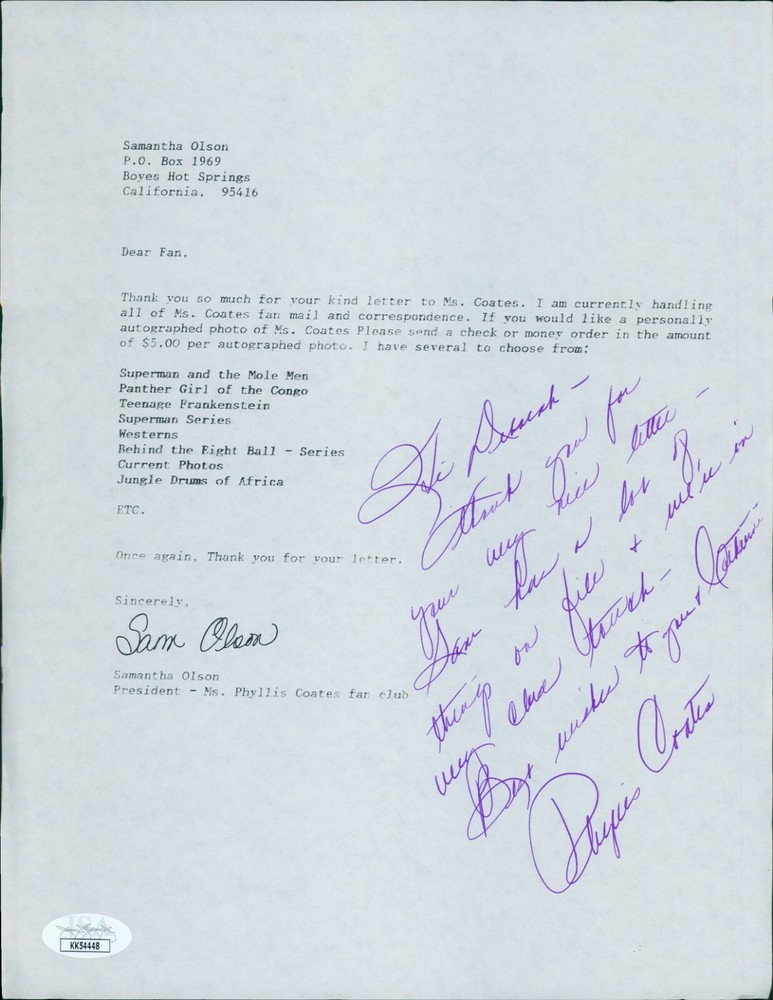 Samantha Olson
P.O. Box 1969
Boyes Hot Springs
California, 95416
Dear Fan,
Thank you so much for your kind letter to Ms. Coates. I am currently handling
all of Ms. Coates fan mail and correspondence. If you would like a personally
autographed photo of Ms. Coates Please send a check or money order in the amount
of $5.00 per autographed photo. I have several to choose from:
Superman and the Mole Men
Panther Girl of the Congo
Teenage Frankenstein
Superman Series
Westerns
Behind the Eight Ball - Series
Current Photos
Jungle Drums of Africa
ETC.
Once again, Thank you for your letter.
Sincerely,
Sam Olson
Samantha Olson
President - Ms. Phyllis Coates fan club
Hi Deborah -
Thank you for
your very nice letter -
Sam has a lot of
things on file + we're in
very close touch -
Best wishes to you + Catherine -
Phyllis Coates
JSA
KK54448